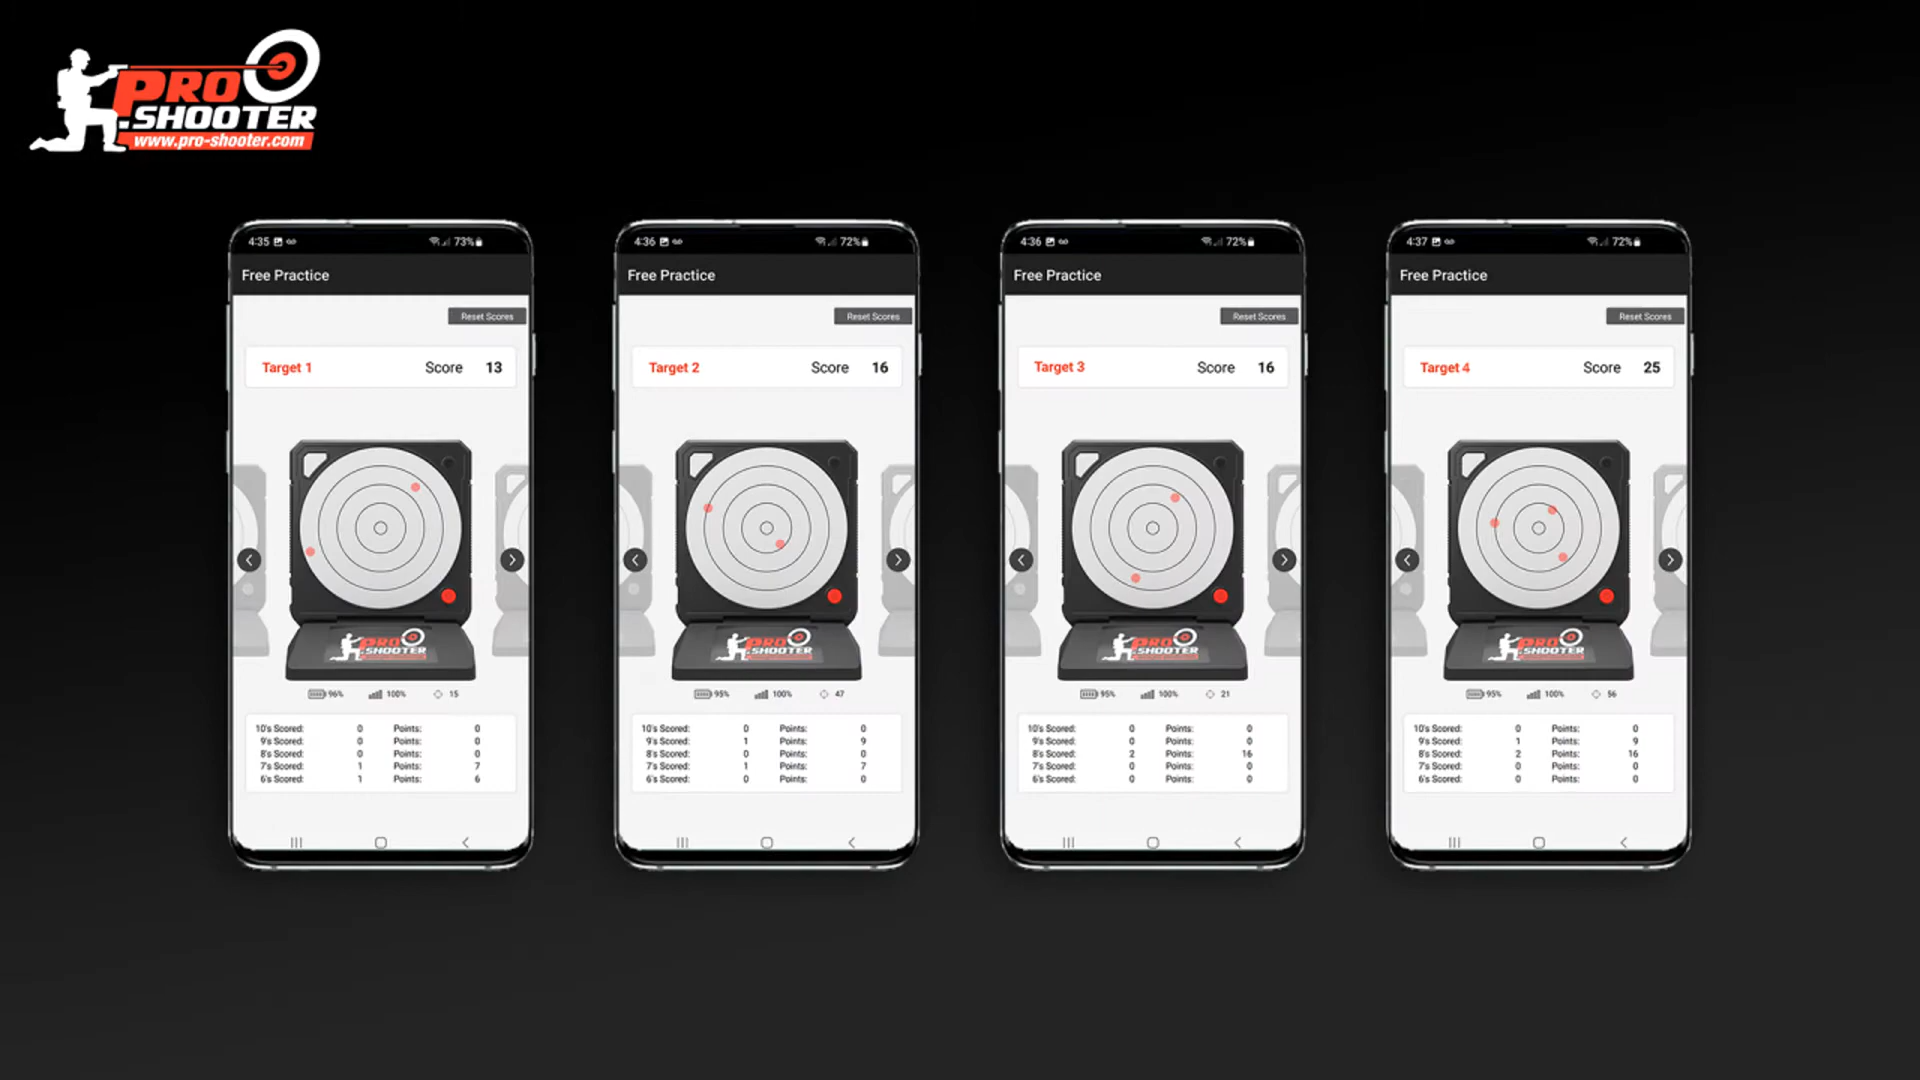 PRO
.SHOOTER
www.pro-shooter.com
4:35 73%
Free Practice
Reset Scores
Target 1 Score 13
PRO
.SHOOTER
96% 100% 15
10's Scored: 0 Points: 0
9's Scored: 0 Points: 0
8's Scored: 0 Points: 0
7's Scored: 1 Points: 7
6's Scored: 1 Points: 6
4:36 72%
Free Practice
Reset Scores
Target 2 Score 16
PRO
.SHOOTER
95% 100% 47
10's Scored: 0 Points: 0
9's Scored: 1 Points: 9
8's Scored: 0 Points: 0
7's Scored: 1 Points: 7
6's Scored: 0 Points: 0
4:36 72%
Free Practice
Reset Scores
Target 3 Score 16
PRO
.SHOOTER
95% 100% 21
10's Scored: 0 Points: 0
9's Scored: 0 Points: 0
8's Scored: 2 Points: 16
7's Scored: 0 Points: 0
6's Scored: 0 Points: 0
4:37 72%
Free Practice
Reset Scores
Target 4 Score 25
PRO
.SHOOTER
95% 100% 56
10's Scored: 0 Points: 0
9's Scored: 1 Points: 9
8's Scored: 2 Points: 16
7's Scored: 0 Points: 0
6's Scored: 0 Points: 0